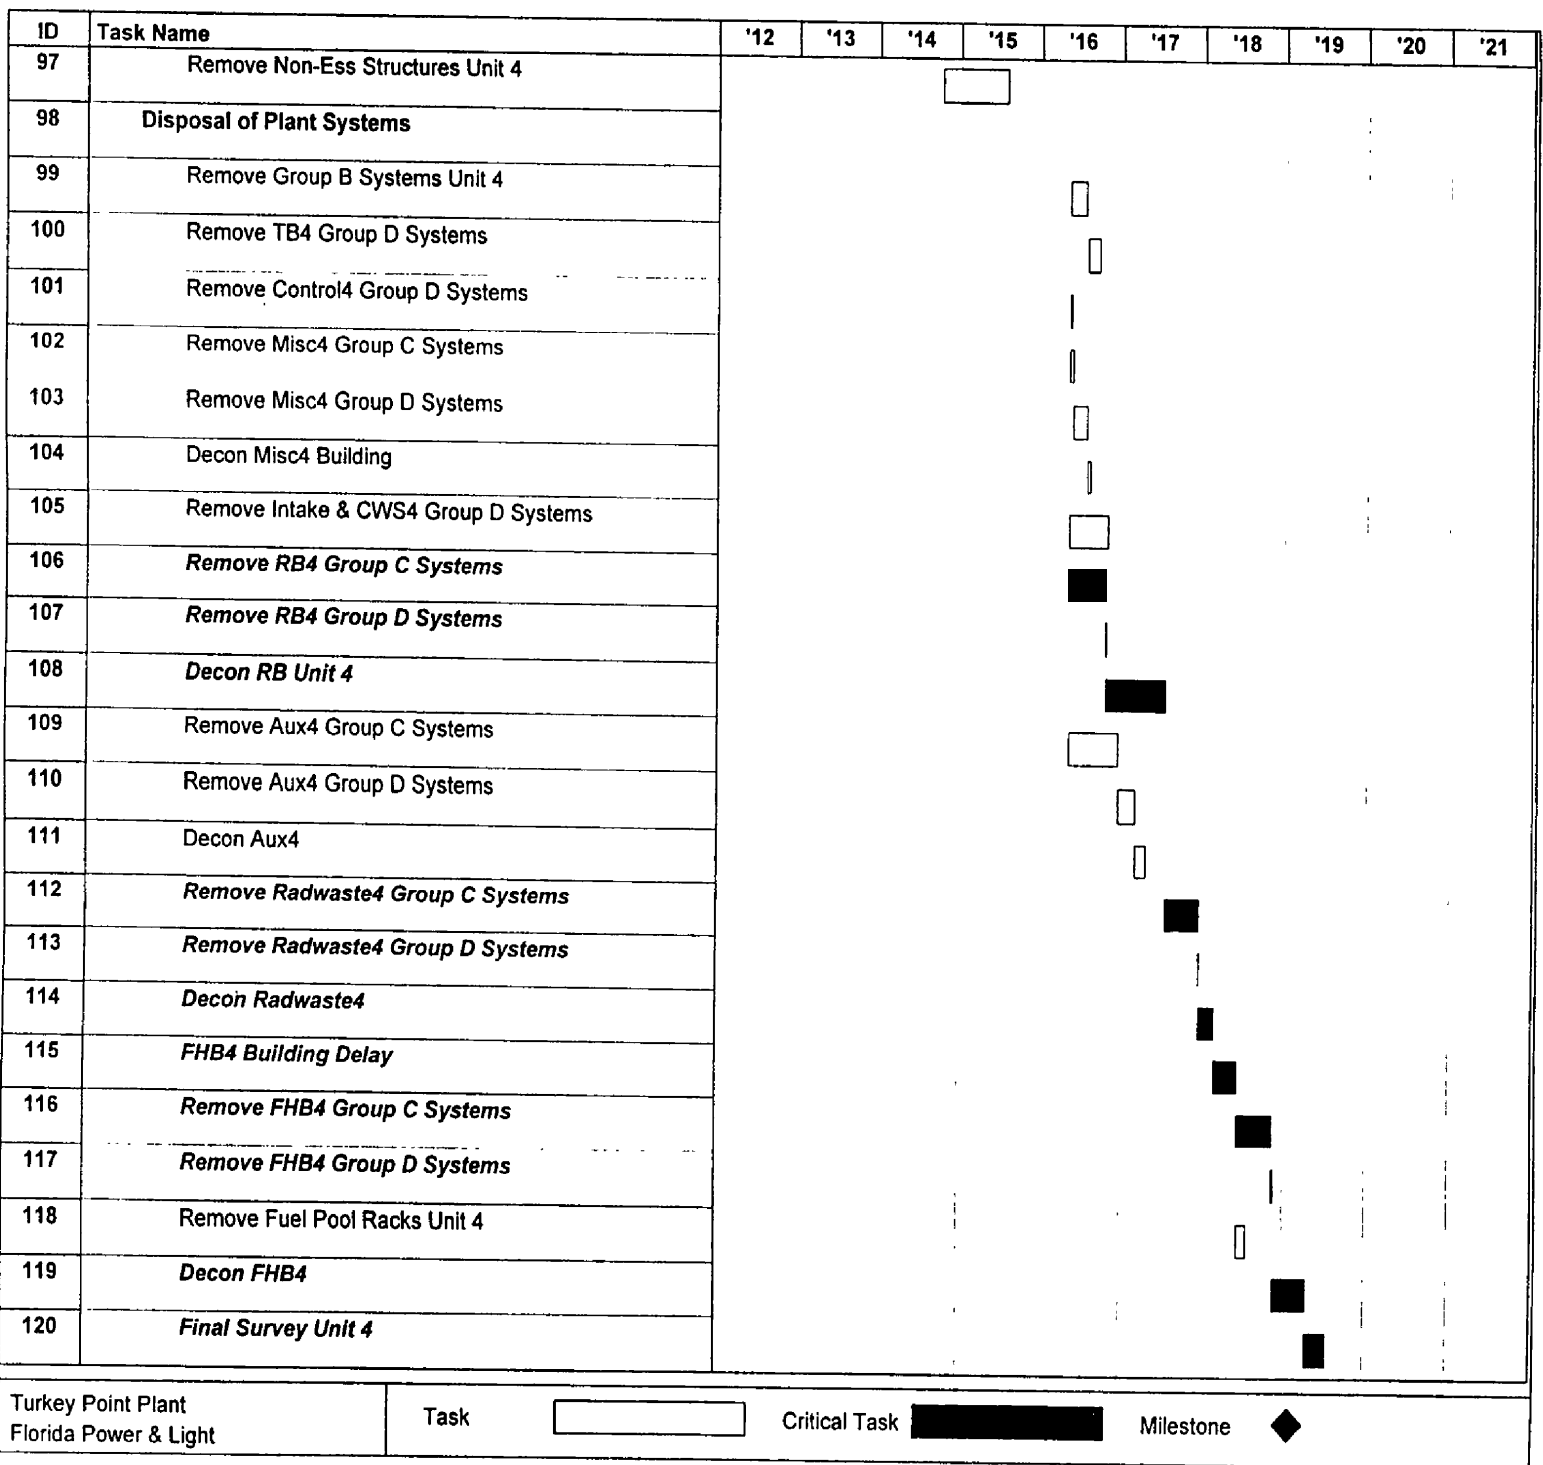 ID Task Name '12 '13 '14 '15 '16 '17 '18 '19 '20 '21
97 Remove Non-Ess Structures Unit 4
98 Disposal of Plant Systems
99 Remove Group B Systems Unit 4
100 Remove TB4 Group D Systems
101 Remove Control4 Group D Systems
102 Remove Misc4 Group C Systems
103 Remove Misc4 Group D Systems
104 Decon Misc4 Building
105 Remove Intake & CWS4 Group D Systems
106 Remove RB4 Group C Systems
107 Remove RB4 Group D Systems
108 Decon RB Unit 4
109 Remove Aux4 Group C Systems
110 Remove Aux4 Group D Systems
111 Decon Aux4
112 Remove Radwaste4 Group C Systems
113 Remove Radwaste4 Group D Systems
114 Decon Radwaste4
115 FHB4 Building Delay
116 Remove FHB4 Group C Systems
117 Remove FHB4 Group D Systems
118 Remove Fuel Pool Racks Unit 4
119 Decon FHB4
120 Final Survey Unit 4
Turkey Point Plant
Florida Power & Light
Task Critical Task Milestone